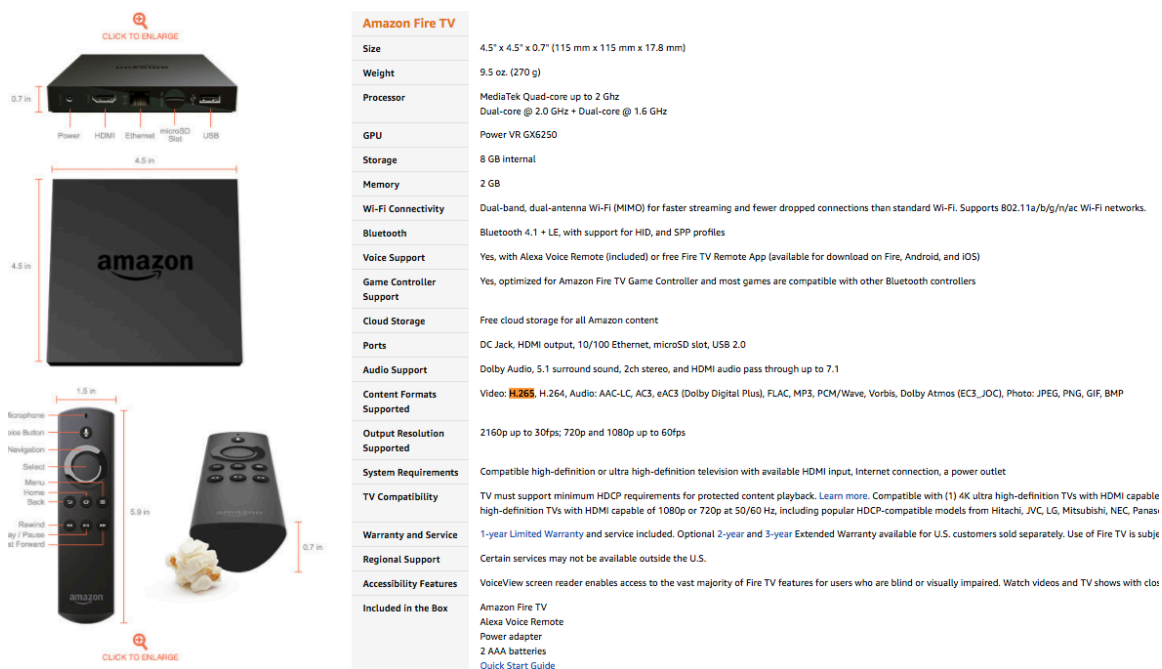 CLICK TO ENLARGE
0.7 in
Power
HDMI
Ethernet
microSD
Slot
USB
4.5 in
4.5 in
amazon
1.5 in
icrophone
oice Button
Navigation
Select
Menu
Home
Back
Rewind
ay / Pause
st Forward
5.9 in
amazon
0.7 in
CLICK TO ENLARGE
Amazon Fire TV
Size
4.5" x 4.5" x 0.7" (115 mm x 115 mm x 17.8 mm)
Weight
9.5 oz. (270 g)
Processor
MediaTek Quad-core up to 2 Ghz
Dual-core @ 2.0 GHz + Dual-core @ 1.6 GHz
GPU
Power VR GX6250
Storage
8 GB internal
Memory
2 GB
Wi-Fi Connectivity
Dual-band, dual-antenna Wi-Fi (MIMO) for faster streaming and fewer dropped connections than standard Wi-Fi. Supports 802.11a/b/g/n/ac Wi-Fi networks.
Bluetooth
Bluetooth 4.1 + LE, with support for HID, and SPP profiles
Voice Support
Yes, with Alexa Voice Remote (included) or free Fire TV Remote App (available for download on Fire, Android, and iOS)
Game Controller
Support
Yes, optimized for Amazon Fire TV Game Controller and most games are compatible with other Bluetooth controllers
Cloud Storage
Free cloud storage for all Amazon content
Ports
DC Jack, HDMI output, 10/100 Ethernet, microSD slot, USB 2.0
Audio Support
Dolby Audio, 5.1 surround sound, 2ch stereo, and HDMI audio pass through up to 7.1
Content Formats
Supported
Video: H.265, H.264, Audio: AAC-LC, AC3, eAC3 (Dolby Digital Plus), FLAC, MP3, PCM/Wave, Vorbis, Dolby Atmos (EC3_JOC), Photo: JPEG, PNG, GIF, BMP
Output Resolution
Supported
2160p up to 30fps; 720p and 1080p up to 60fps
System Requirements
Compatible high-definition or ultra high-definition television with available HDMI input, Internet connection, a power outlet
TV Compatibility
TV must support minimum HDCP requirements for protected content playback. Learn more. Compatible with (1) 4K ultra high-definition TVs with HDMI capable
high-definition TVs with HDMI capable of 1080p or 720p at 50/60 Hz, including popular HDCP-compatible models from Hitachi, JVC, LG, Mitsubishi, NEC, Panaso
Warranty and Service
1-year Limited Warranty and service included. Optional 2-year and 3-year Extended Warranty available for U.S. customers sold separately. Use of Fire TV is subje
Regional Support
Certain services may not be available outside the U.S.
Accessibility Features
VoiceView screen reader enables access to the vast majority of Fire TV features for users who are blind or visually impaired. Watch videos and TV shows with clos
Included in the Box
Amazon Fire TV
Alexa Voice Remote
Power adapter
2 AAA batteries
Quick Start Guide